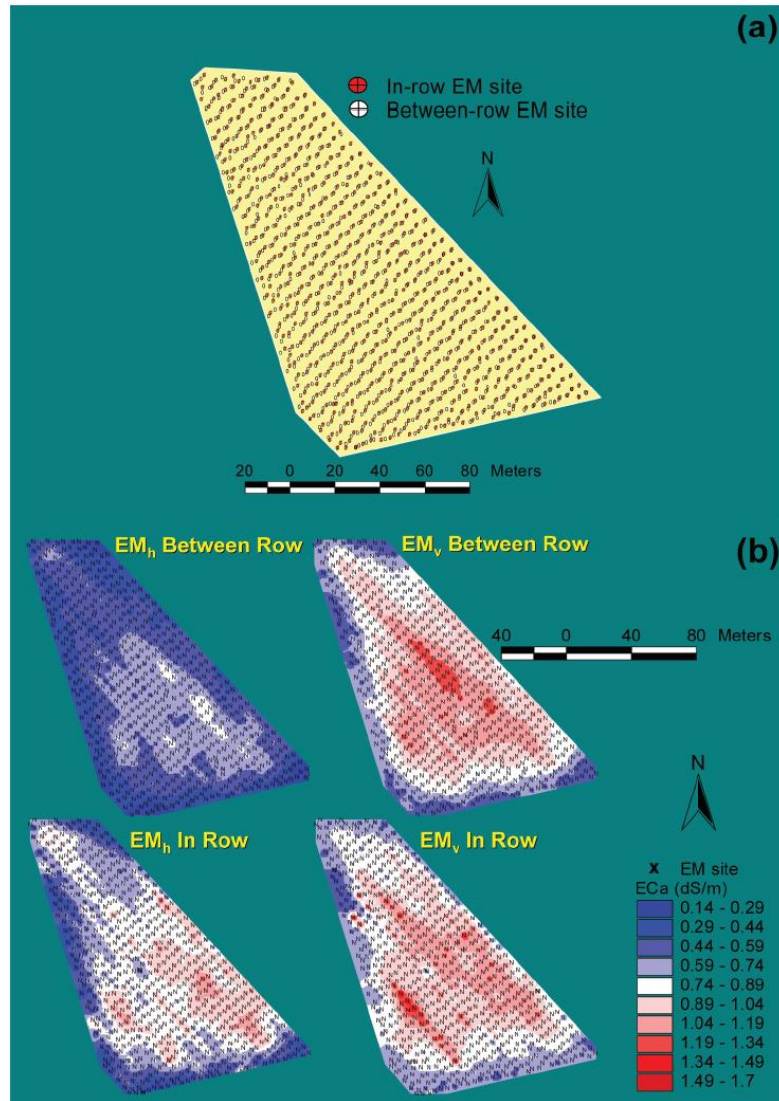 (a)
In-row EM site
Between-row EM site
N
20 0 20 40 60 80 Meters
(b)
EMh Between Row
EMv Between Row
40 0 40 80 Meters
N
EMh In Row
EMv In Row
x EM site
ECa (dS/m)
0.14 - 0.29
0.29 - 0.44
0.44 - 0.59
0.59 - 0.74
0.74 - 0.89
0.89 - 1.04
1.04 - 1.19
1.19 - 1.34
1.34 - 1.49
1.49 - 1.7